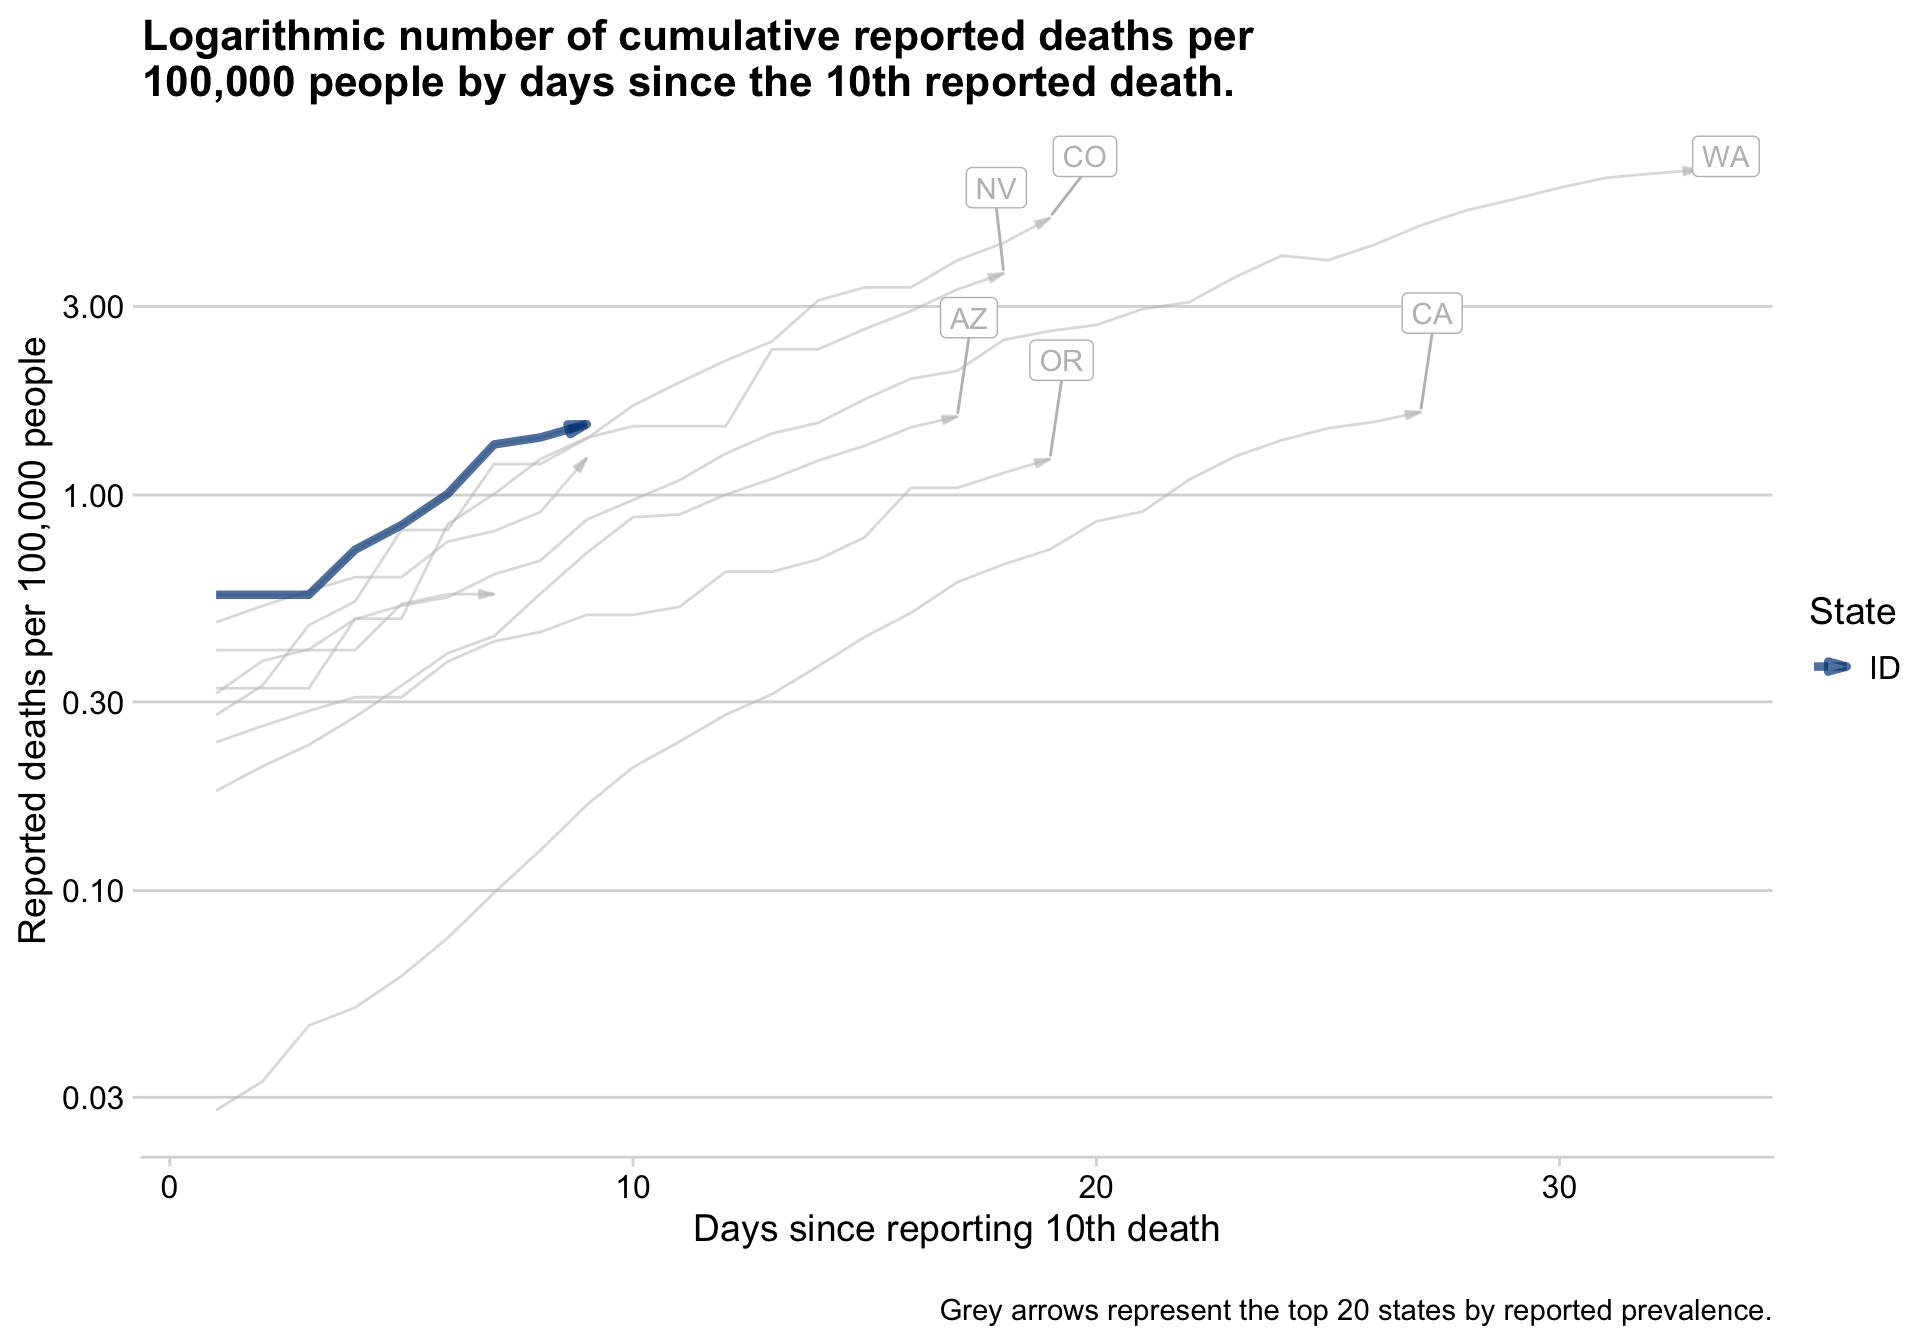 Logarithmic number of cumulative reported deaths per
100,000 people by days since the 10th reported death.
CO
WA
NV
3.00
AZ
CA
OR
1.00
0.30
0.10
0.03
Reported deaths per 100,000 people
State
ID
0
10
20
30
Days since reporting 10th death
Grey arrows represent the top 20 states by reported prevalence.